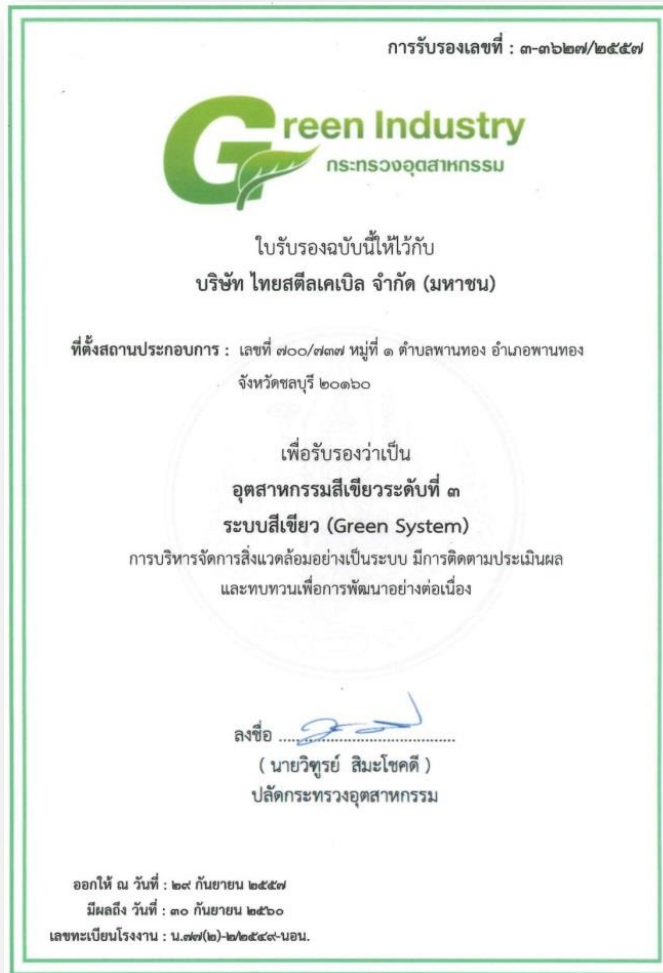 การรับรองเลขที่ : ๓-๓๖๒๗/๒๕๕๗
Green Industry
กระทรวงอุตสาหกรรม
ใบรับรองฉบับนี้ให้ไว้กับ
บริษัท ไทยสตีลเคเบิล จำกัด (มหาชน)
ที่ตั้งสถานประกอบการ : เลขที่ ๗๐๐/๗๓๗ หมู่ที่ ๑ ตำบลพานทอง อำเภอพานทอง
จังหวัดชลบุรี ๒๐๑๖๐
เพื่อรับรองว่าเป็น
อุตสาหกรรมสีเขียวระดับที่ ๓
ระบบสีเขียว (Green System)
การบริหารจัดการสิ่งแวดล้อมอย่างเป็นระบบ มีการติดตามประเมินผล
และทบทวนเพื่อการพัฒนาอย่างต่อเนื่อง
ลงชื่อ ................................
( นายวิฑูรย์ สิมะโชคดี )
ปลัดกระทรวงอุตสาหกรรม
ออกให้ ณ วันที่ : ๒๙ กันยายน ๒๕๕๗
มีผลถึง วันที่ : ๓๐ กันยายน ๒๕๖๐
เลขทะเบียนโรงงาน : น.๗๗(๒)-๒/๒๕๔๙-นอน.